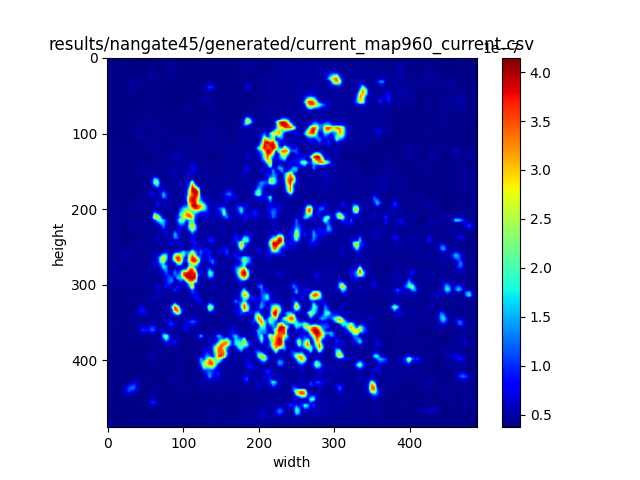 results/nangate45/generated/current_map960_current.csv
1e−7
0
100
200
300
400
height
0 100 200 300 400
width
4.0
3.5
3.0
2.5
2.0
1.5
1.0
0.5